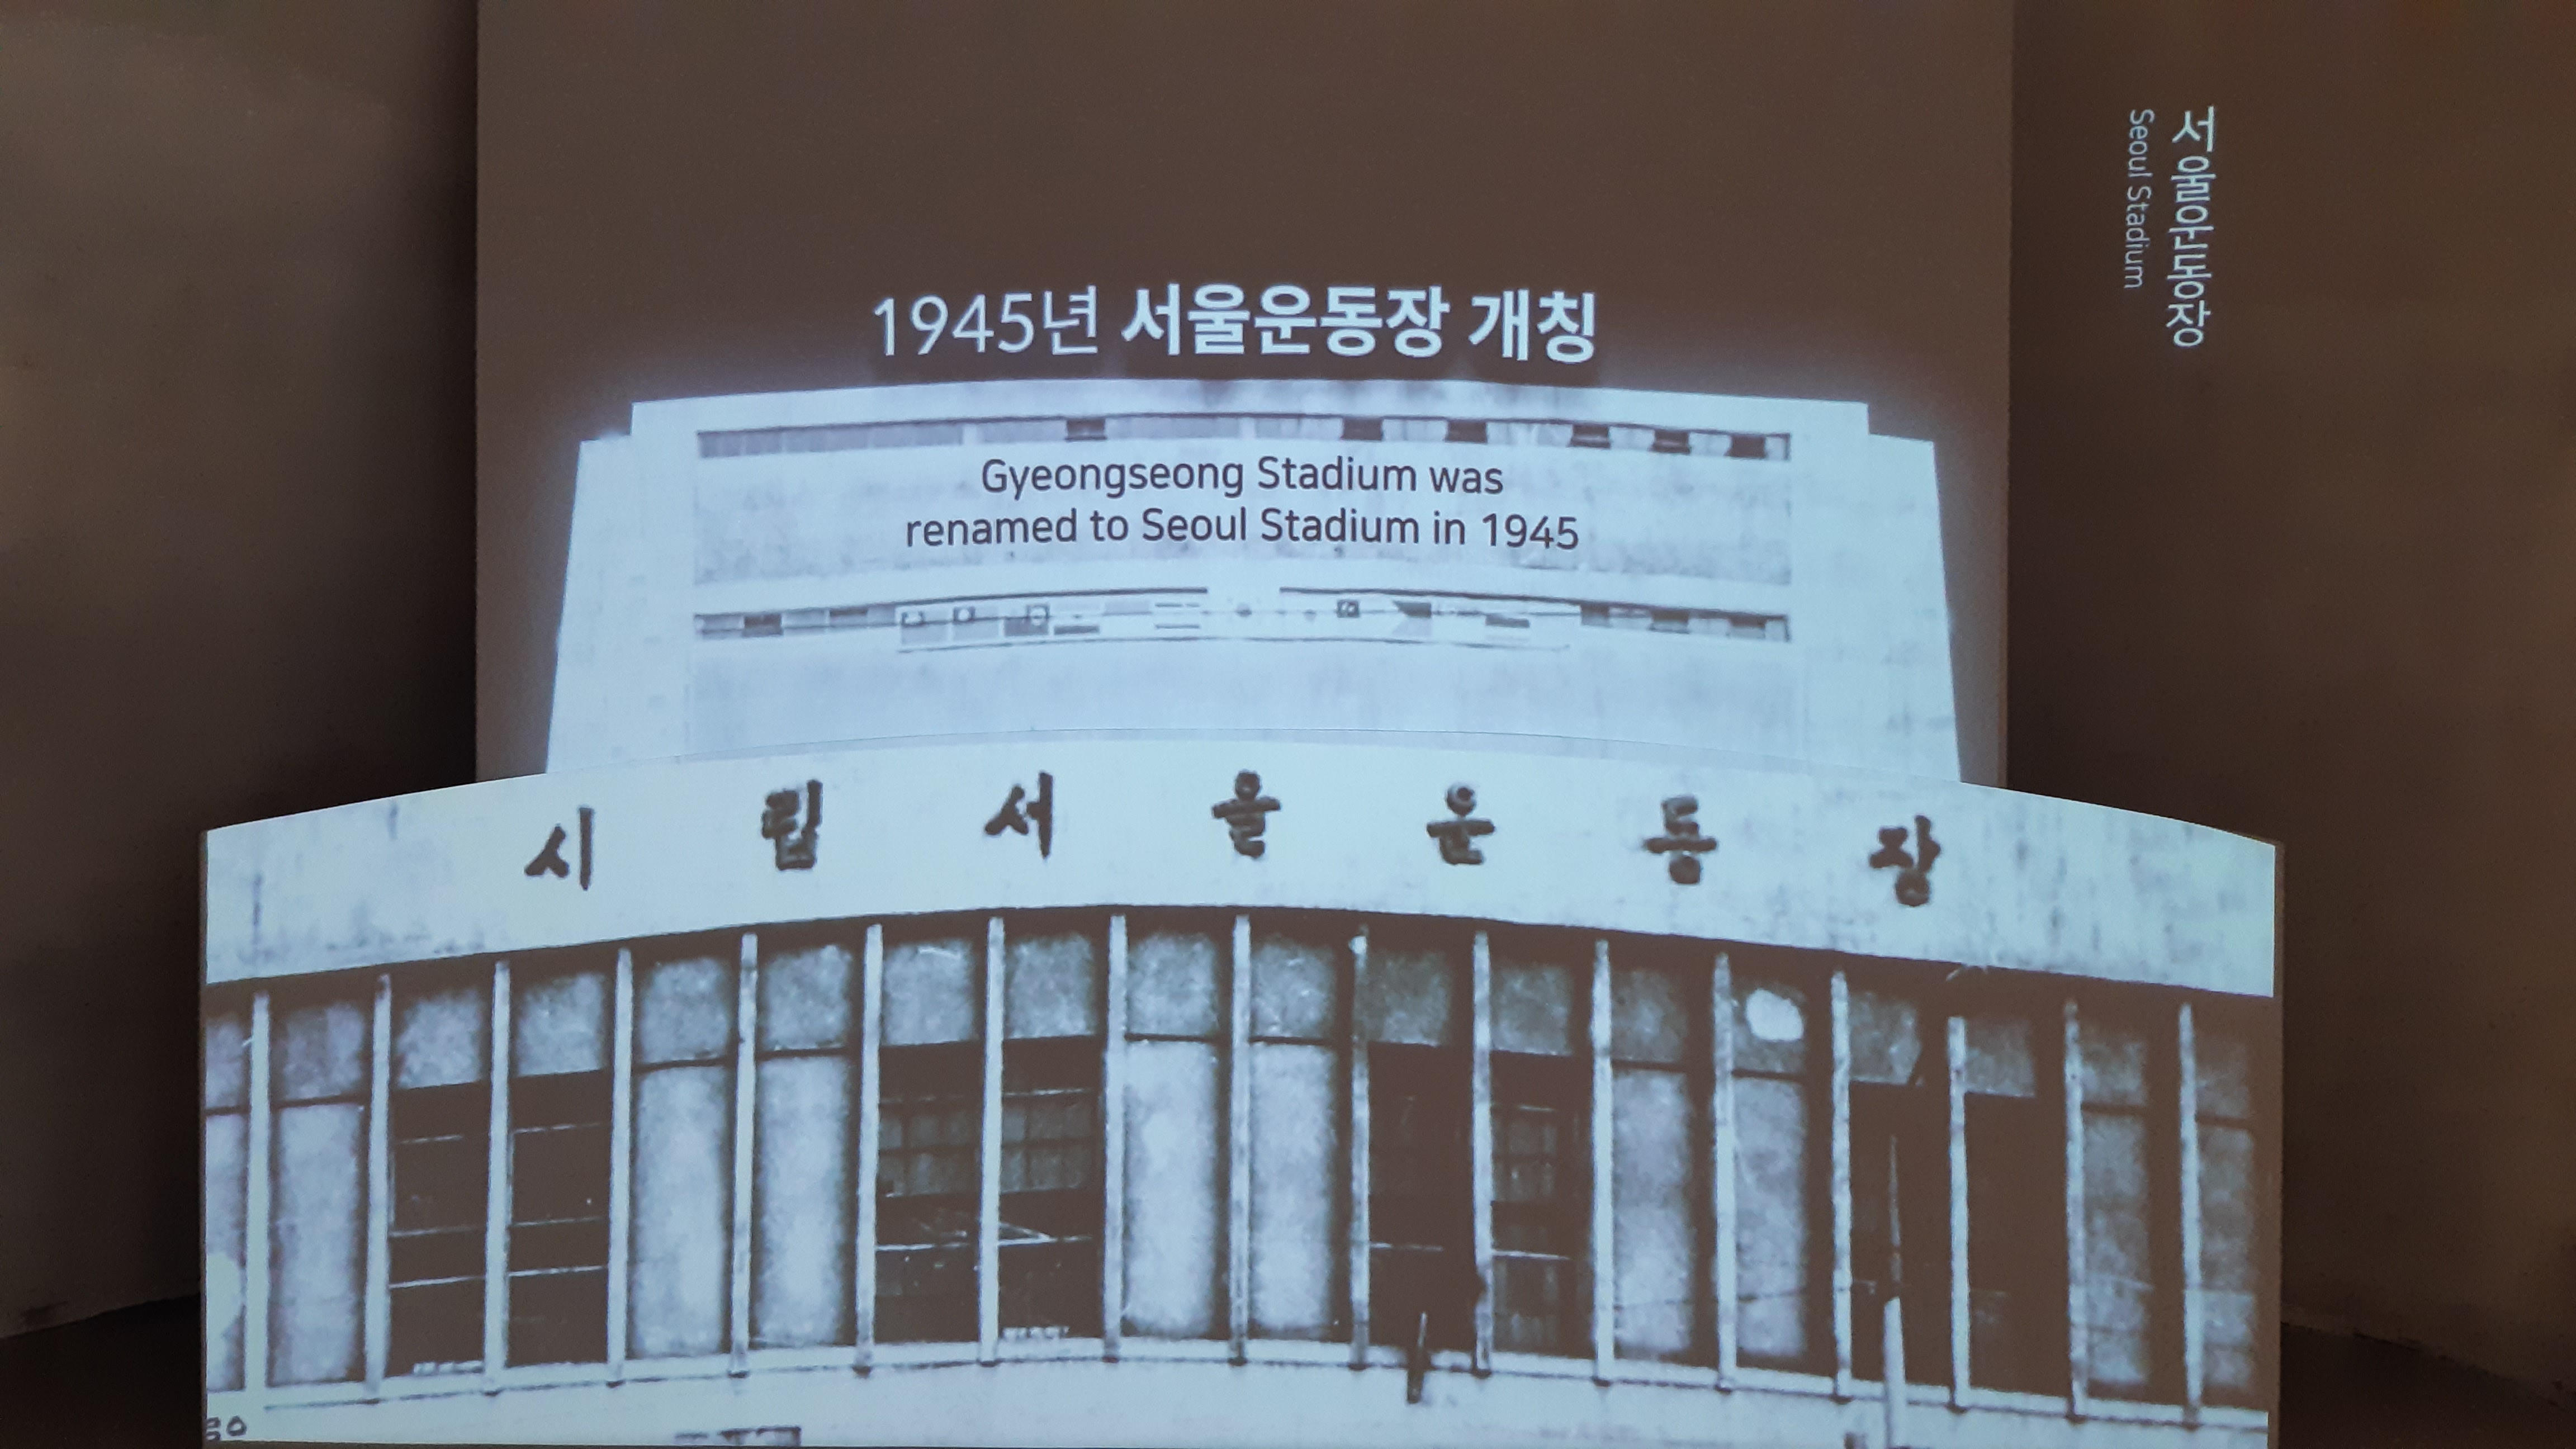 1945년 서울운동장 개칭
Gyeongseong Stadium was
renamed to Seoul Stadium in 1945
시립서울운동장
서울운동장
Seoul Stadium